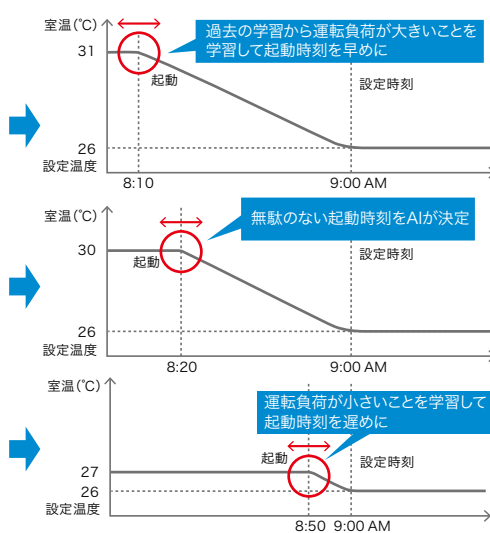 室温(℃)
過去の学習から運転負荷が大きいことを
学習して起動時刻を早めに
31
起動
設定時刻
26
設定温度
8:10
9:00 AM
室温(℃)
無駄のない起動時刻をAIが決定
30
起動
設定時刻
26
設定温度
8:20
9:00 AM
室温(℃)
運転負荷が小さいことを学習して
起動時刻を遅めに
起動
設定時刻
27
26
設定温度
8:50
9:00 AM